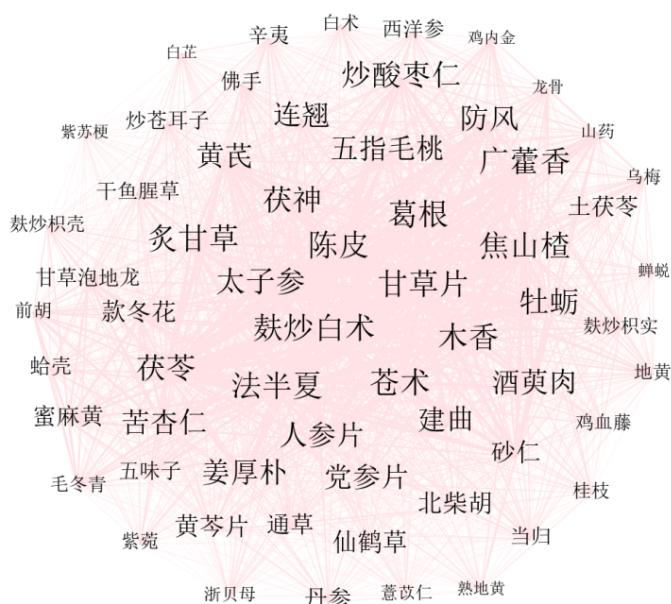 白术
西洋参
辛夷
鸡内金
白芷
佛手
炒酸枣仁
龙骨
连翘
防风
炒苍耳子
紫苏梗
山药
黄芪
五指毛桃
广藿香
乌梅
干鱼腥草
茯神
葛根
土茯苓
麸炒枳壳
炙甘草
陈皮
焦山楂
甘草泡地龙
太子参
甘草片
蝉蜕
前胡
款冬花
牡蛎
麸炒白术
木香
麸炒枳实
蛤壳
茯苓
法半夏
苍术
酒萸肉
地黄
蜜麻黄
苦杏仁
人参片
建曲
鸡血藤
砂仁
毛冬青
五味子
姜厚朴
党参片
桂枝
北柴胡
紫菀
黄芩片
通草
仙鹤草
当归
浙贝母
丹参
薏苡仁
熟地黄